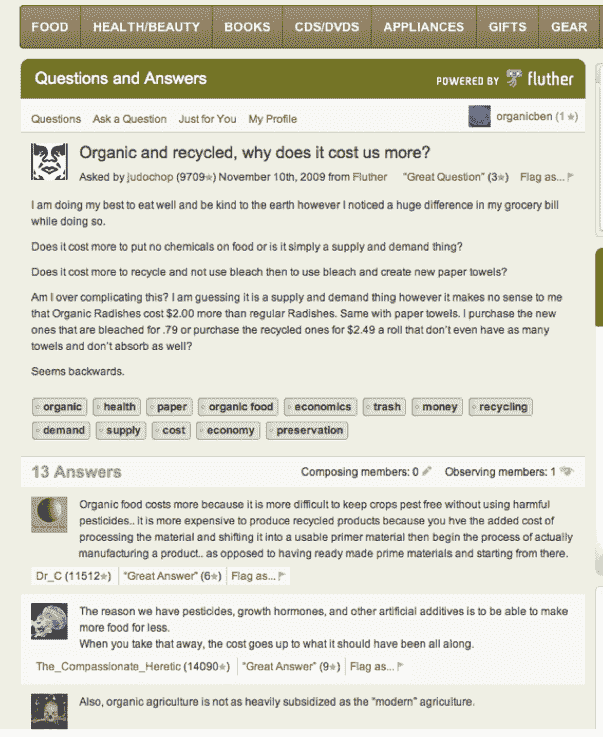 FOOD HEALTH/BEAUTY BOOKS CDS/DVDS APPLIANCES GIFTS GEAR
Questions and Answers POWERED BY fluther
Questions Ask a Question Just for You My Profile organicben (1★)
Organic and recycled, why does it cost us more?
Asked by judochop (9709★) November 10th, 2009 from Fluther "Great Question" (3★) Flag as...
I am doing my best to eat well and be kind to the earth however I noticed a huge difference in my grocery bill
while doing so.
Does it cost more to put no chemicals on food or is it simply a supply and demand thing?
Does it cost more to recycle and not use bleach then to use bleach and create new paper towels?
Am I over complicating this? I am guessing it is a supply and demand thing however it makes no sense to me
that Organic Radishes cost $2.00 more than regular Radishes. Same with paper towels. I purchase the new
ones that are bleached for .79 or purchase the recycled ones for $2.49 a roll that don't even have as many
towels and don't absorb as well?
Seems backwards.
organic health paper organic food economics trash money recycling
demand supply cost economy preservation
13 Answers Composing members: 0 Observing members: 1
Organic food costs more because it is more difficult to keep crops pest free without using harmful
pesticides.. it is more expensive to produce recycled products because you hve the added cost of
processing the material and shifting it into a usable primer material then begin the process of actually
manufacturing a product.. as opposed to having ready made prime materials and starting from there.
Dr_C (11512★) "Great Answer" (6★) Flag as...
The reason we have pesticides, growth hormones, and other artificial additives is to be able to make
more food for less.
When you take that away, the cost goes up to what it should have been all along.
The_Compassionate_Heretic (14090★) "Great Answer" (9★) Flag as...
Also, organic agriculture is not as heavily subsidized as the "modern" agriculture.